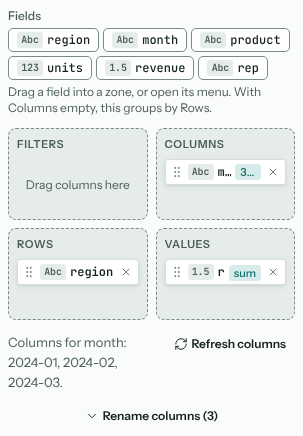 Fields
Abc region Abc month Abc product
123 units 1.5 revenue Abc rep
Drag a field into a zone, or open its menu. With
Columns empty, this groups by Rows.
FILTERS
Drag columns here
COLUMNS
Abc m… 3… ×
ROWS
Abc region ×
VALUES
1.5 r sum ×
Columns for month:
2024-01, 2024-02,
2024-03.
Refresh columns
Rename columns (3)